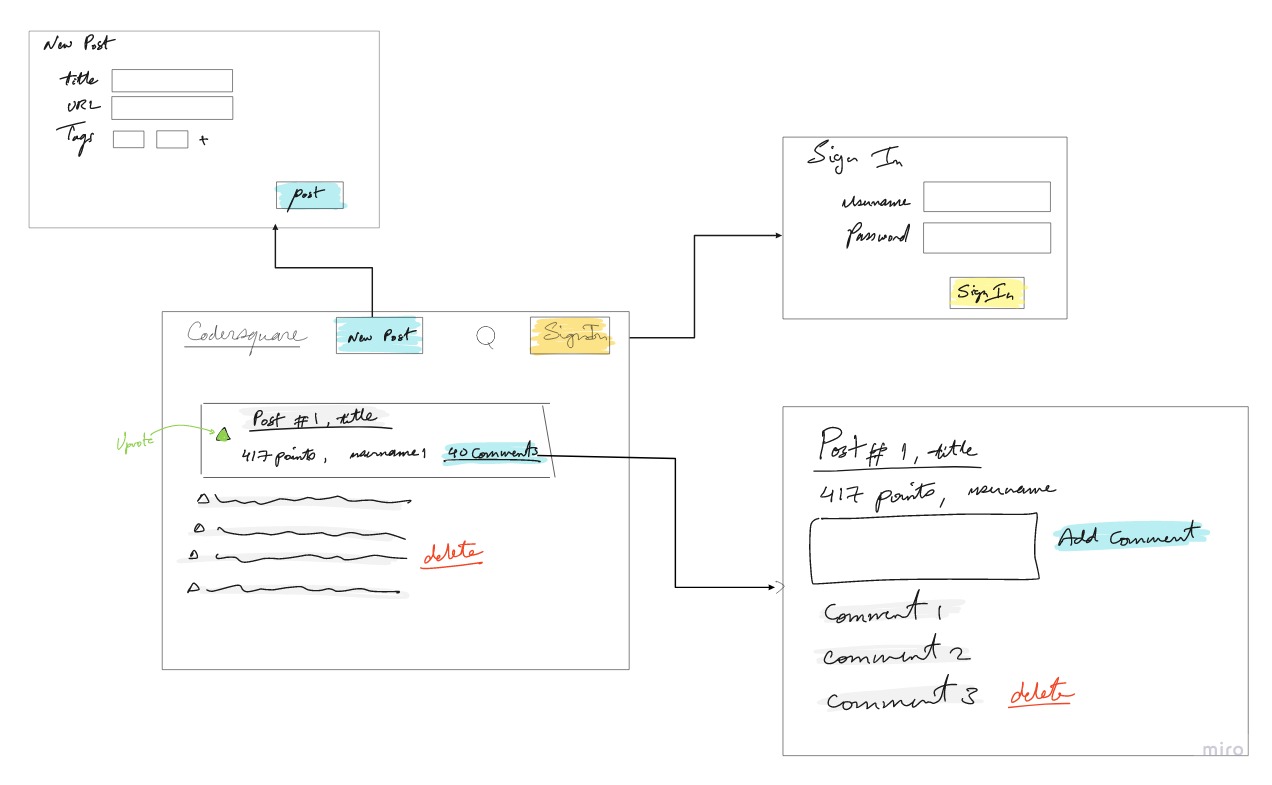 New Post
title
URL
Tags
+
post
Sign In
username
Password
Sign In
Codersquare
New Post
Sign In
Upvote
Post #1, title
417 points, username1 40 Comments
delete
Post # 1, title
417 points, username
Add Comment
Comment 1
comment 2
comment 3 delete
miro